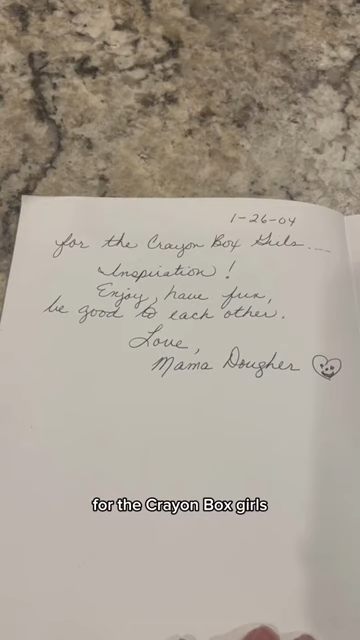 1-26-04
for the Crayon Box Girls...
Inspiration!
Enjoy, have fun,
be good to each other.
Love,
Mama Dougher
for the Crayon Box girls